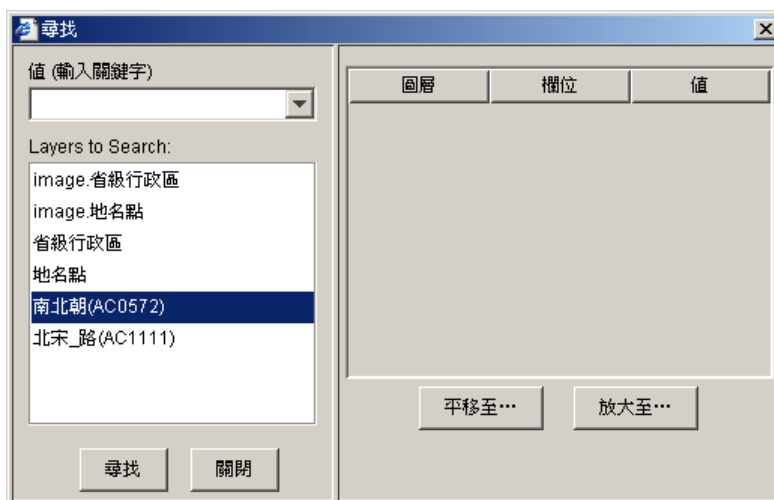 尋找
值 (輸入關鍵字)
Layers to Search:
image.省級行政區
image.地名點
省級行政區
地名點
南北朝(AC0572)
北宋_路(AC1111)
尋找
關閉
圖層
欄位
值
平移至…
放大至…